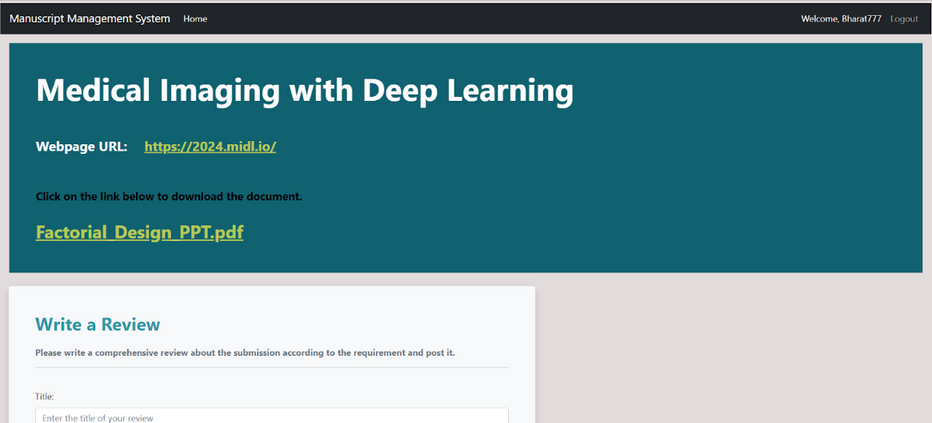 Manuscript Management System Home Welcome, Bharat777 Logout
Medical Imaging with Deep Learning
Webpage URL: https://2024.midl.io/
Click on the link below to download the document.
Factorial_Design_PPT.pdf
Write a Review
Please write a comprehensive review about the submission according to the requirement and post it.
Title:
Enter the title of your review